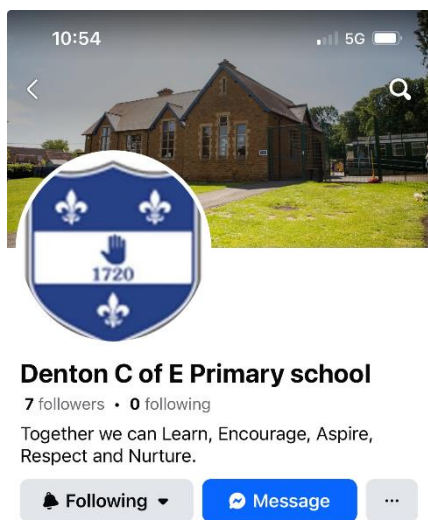 10:54
5G
1720
Denton C of E Primary school
7 followers • 0 following
Together we can Learn, Encourage, Aspire,
Respect and Nurture.
Following
Message